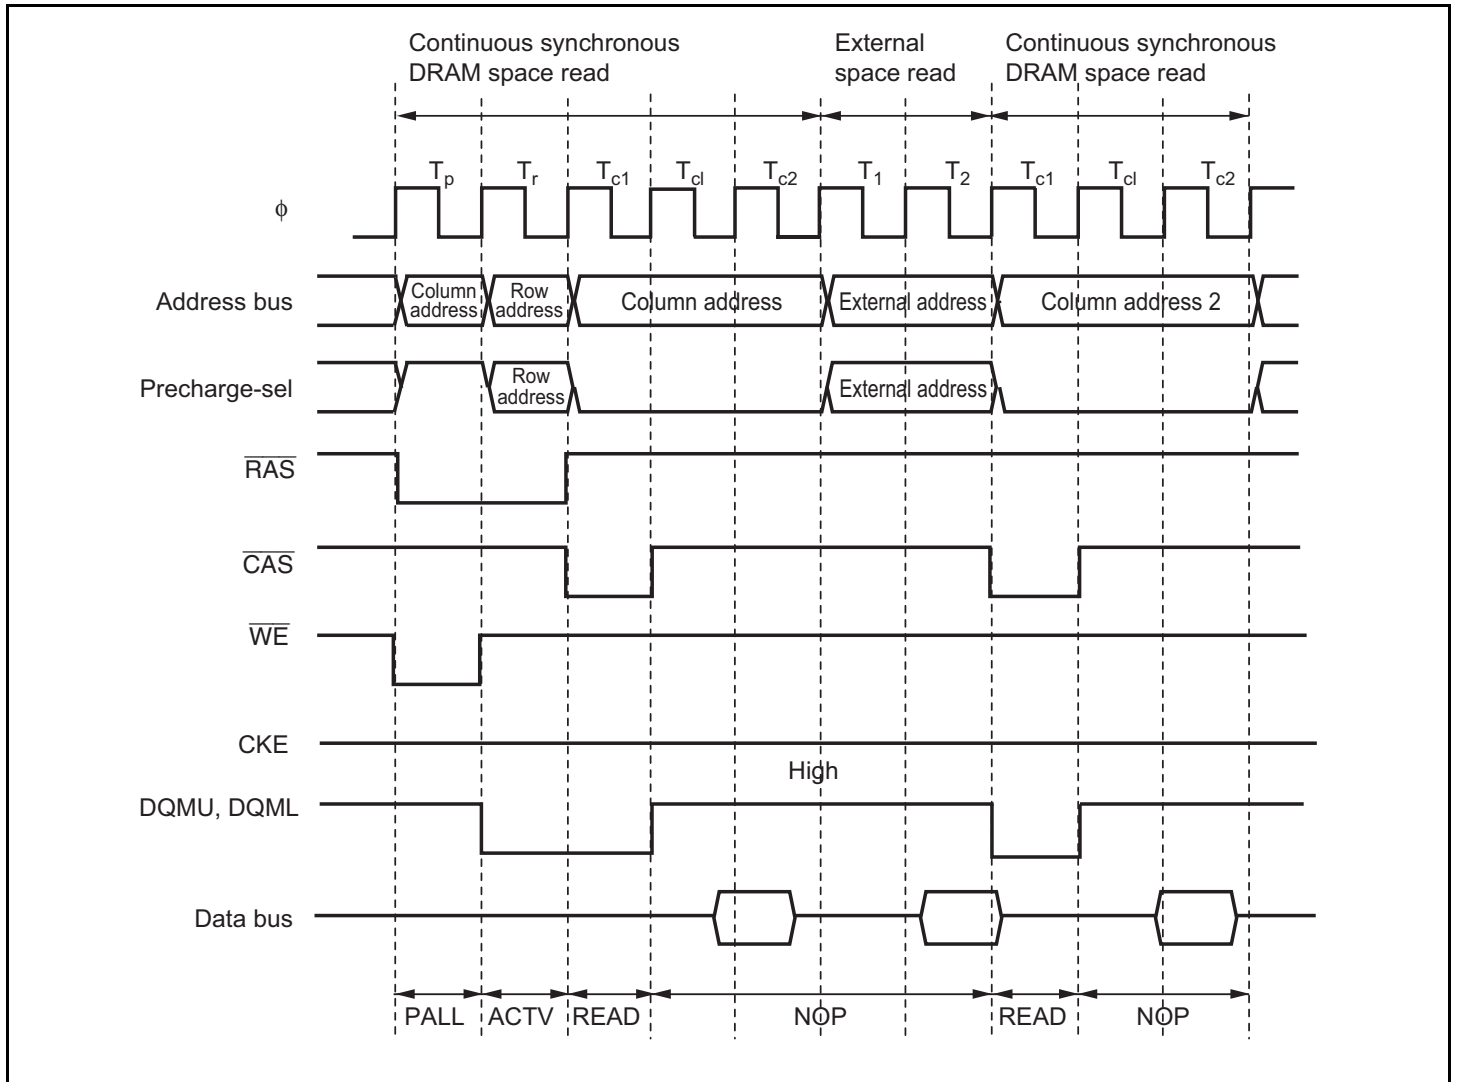 Continuous synchronous
DRAM space read
External
space read
Continuous synchronous
DRAM space read
Tp Tr Tc1 Tcl Tc2 T1 T2 Tc1 Tcl Tc2
ϕ
Address bus
Column
address
Row
address
Column address
External address
Column address 2
Precharge-sel
Row
address
External address
RAS
CAS
WE
CKE
High
DQMU, DQML
Data bus
PALL ACTV READ NOP READ NOP